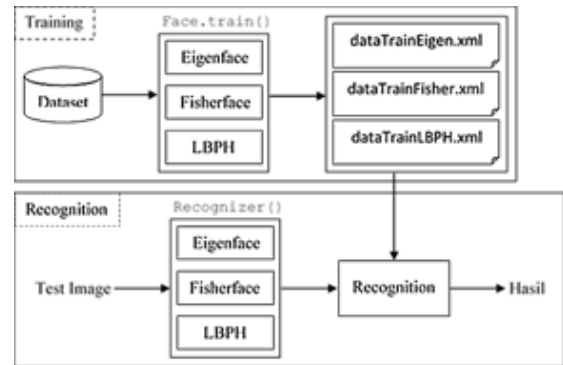 Training
Face.train()
Dataset
Eigenface
Fisherface
LBPH
dataTrainEigen.xml
dataTrainFisher.xml
dataTrainLBPH.xml
Recognition
Recognizer()
Test Image
Eigenface
Fisherface
LBPH
Recognition
Hasil